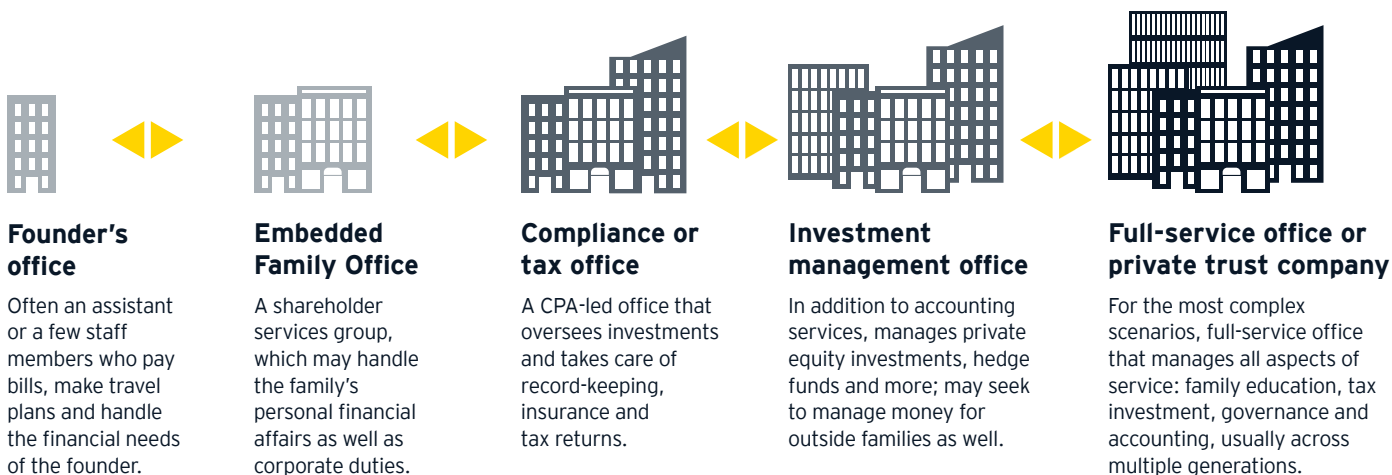 Founder's
office
Often an assistant
or a few staff
members who pay
bills, make travel
plans and handle
the financial needs
of the founder.
Embedded
Family Office
A shareholder
services group,
which may handle
the family's
personal financial
affairs as well as
corporate duties.
Compliance or
tax office
A CPA-led office that
oversees investments
and takes care of
record-keeping,
insurance and
tax returns.
Investment
management office
In addition to accounting
services, manages private
equity investments, hedge
funds and more; may seek
to manage money for
outside families as well.
Full-service office or
private trust company
For the most complex
scenarios, full-service office
that manages all aspects of
service: family education, tax
investment, governance and
accounting, usually across
multiple generations.